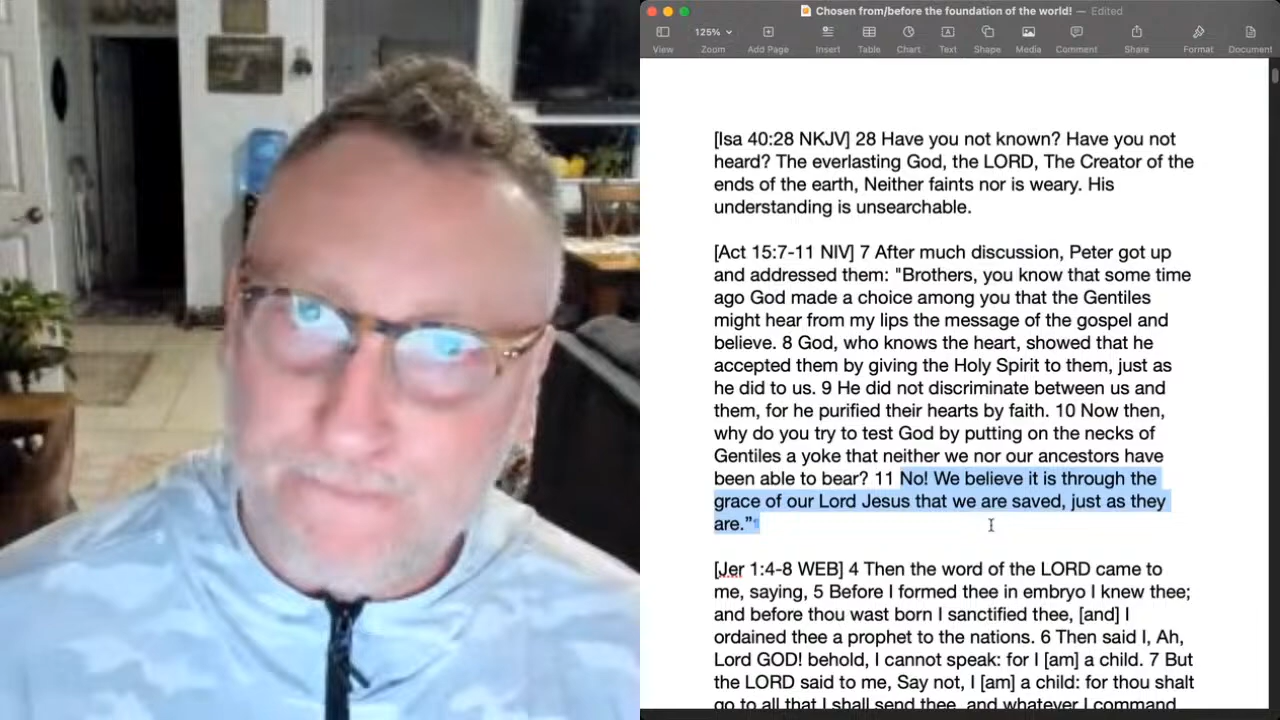 Chosen from/before the foundation of the world! — Edited
125%
View Zoom Add Page Insert Table Chart Text Shape Media Comment Share Format Document
[Isa 40:28 NKJV] 28 Have you not known? Have you not
heard? The everlasting God, the LORD, The Creator of the
ends of the earth, Neither faints nor is weary. His
understanding is unsearchable.
[Act 15:7-11 NIV] 7 After much discussion, Peter got up
and addressed them: "Brothers, you know that some time
ago God made a choice among you that the Gentiles
might hear from my lips the message of the gospel and
believe. 8 God, who knows the heart, showed that he
accepted them by giving the Holy Spirit to them, just as
he did to us. 9 He did not discriminate between us and
them, for he purified their hearts by faith. 10 Now then,
why do you try to test God by putting on the necks of
Gentiles a yoke that neither we nor our ancestors have
been able to bear? 11 No! We believe it is through the
grace of our Lord Jesus that we are saved, just as they
are.”
[Jer 1:4-8 WEB] 4 Then the word of the LORD came to
me, saying, 5 Before I formed thee in embryo I knew thee;
and before thou wast born I sanctified thee, [and] I
ordained thee a prophet to the nations. 6 Then said I, Ah,
Lord GOD! behold, I cannot speak: for I [am] a child. 7 But
the LORD said to me, Say not, I [am] a child: for thou shalt
go to all that I shall send thee, and whatever I command